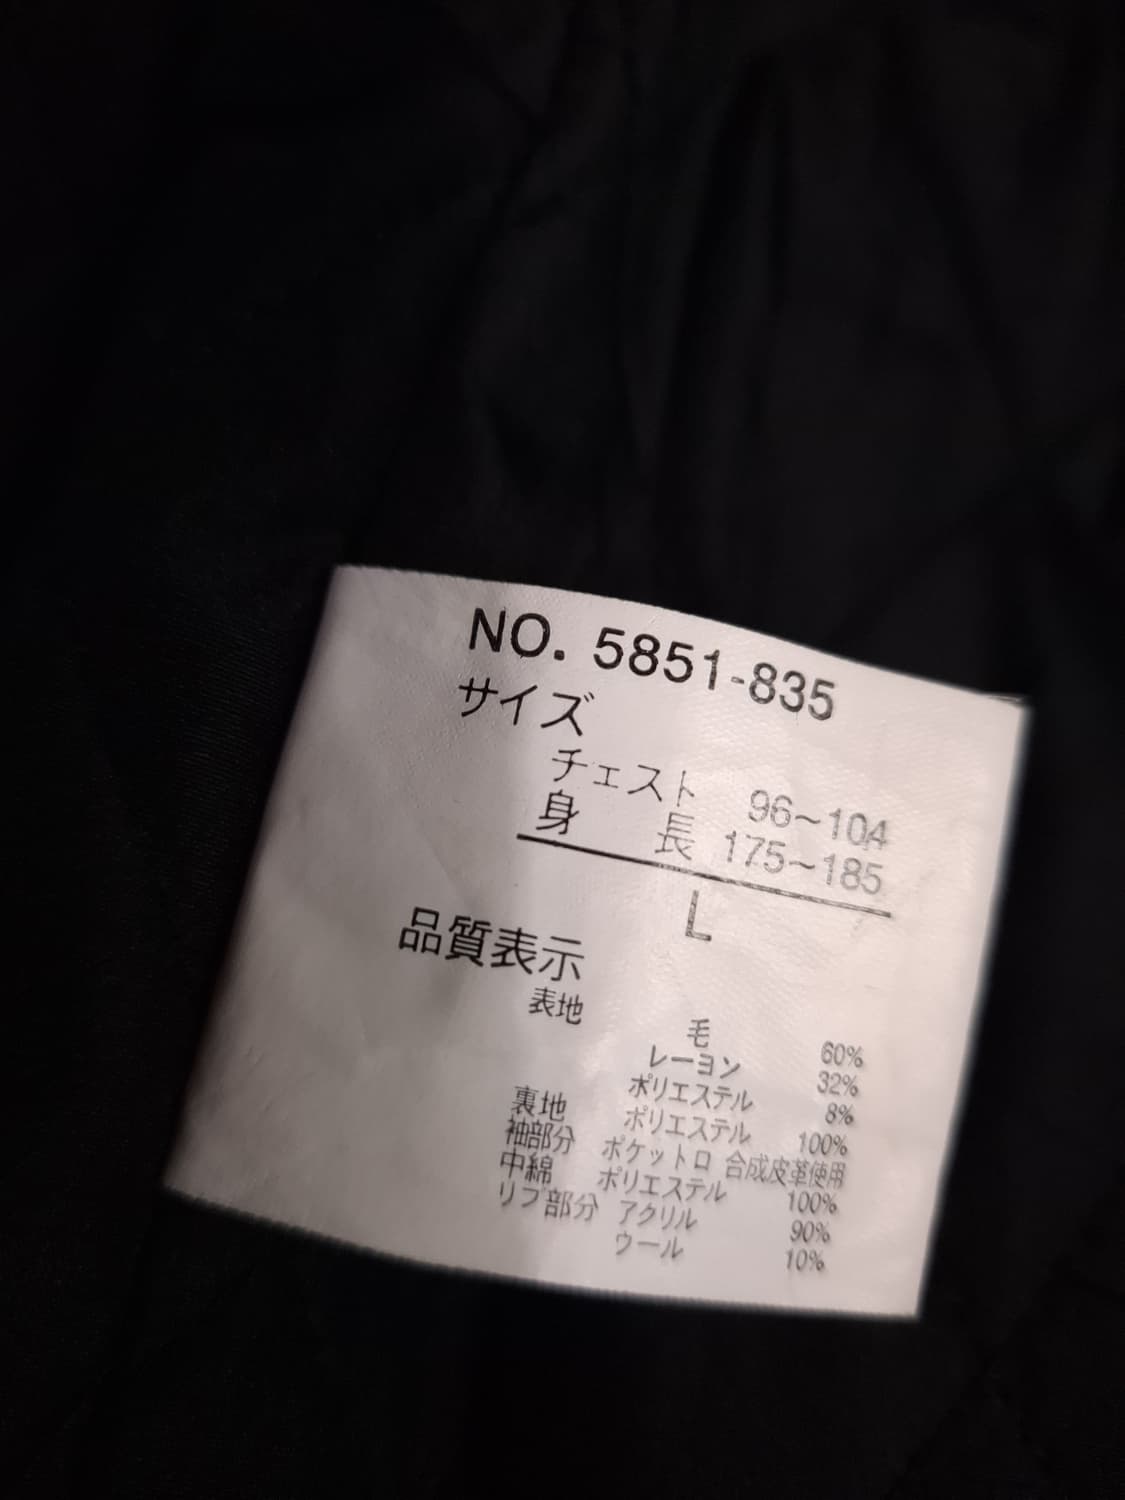 NO. 5851-835
サイズ
チェスト 96~104
身 長 175~185
L
品質表示
表地
毛 60%
レーヨン 32%
ポリエステル 8%
裏地 ポリエステル 100%
袖部分 ポケット口 合成皮革使用
中綿 ポリエステル 100%
リブ部分 アクリル 90%
ウール 10%